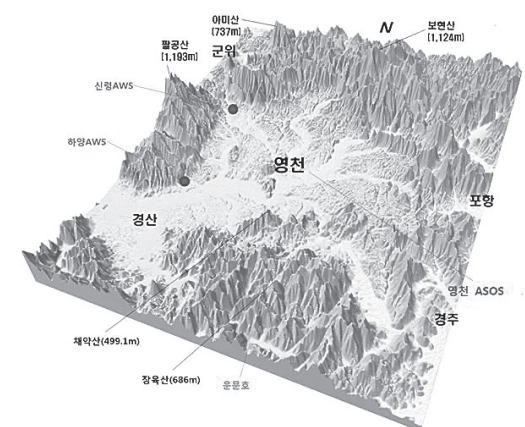 아미산
(737m)
N
보현산
(1,124m)
팔공산
(1,193m)
군위
신령AWS
하양AWS
영천
경산
포항
영천 ASOS
경주
채약산(499.1m)
장육산(686m)
운문호